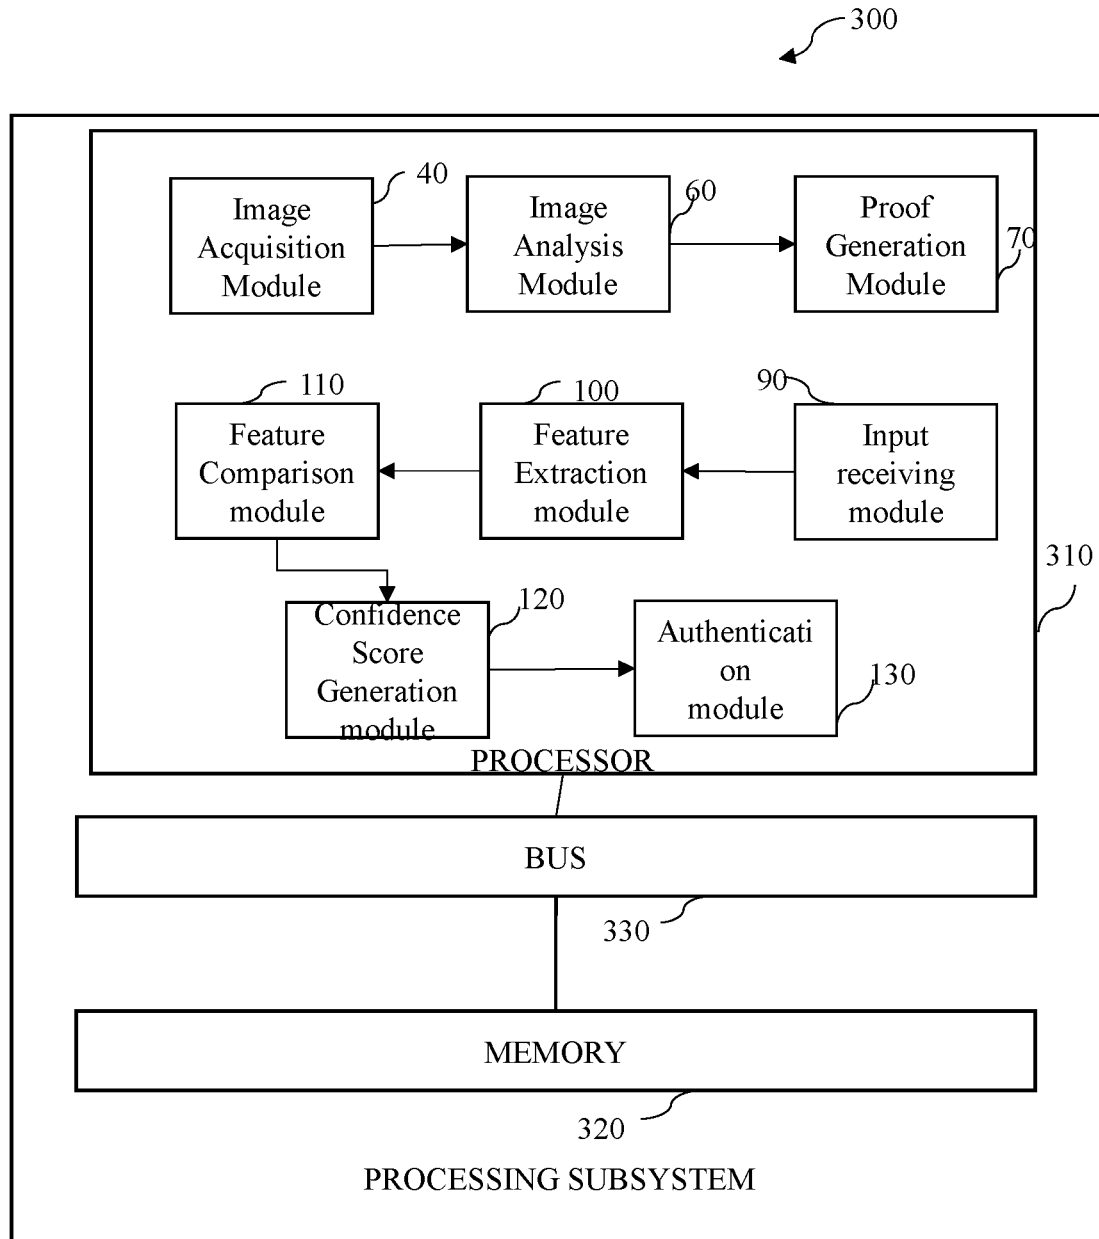 300
40
Image
Acquisition
Module
60
Image
Analysis
Module
Proof
Generation
Module
70
110
Feature
Comparison
module
100
Feature
Extraction
module
90
Input
receiving
module
310
Confidence
Score
Generation
module
120
Authenticati
on
module
130
PROCESSOR
BUS
330
MEMORY
320
PROCESSING SUBSYSTEM